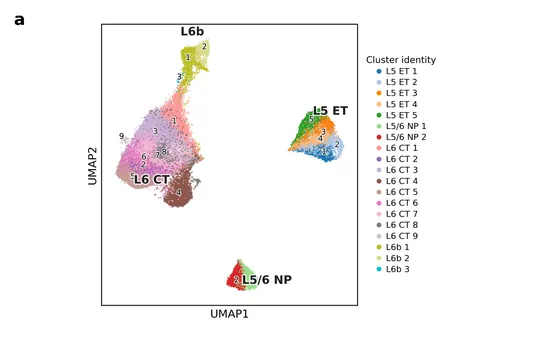 a
L6b
2
1
3
L5 ET
5
1
3
3
4
2
1
9
8
7
6
2
5
L6 CT
4
2
L5/6 NP
UMAP2
UMAP1
Cluster identity
L5 ET 1
L5 ET 2
L5 ET 3
L5 ET 4
L5 ET 5
L5/6 NP 1
L5/6 NP 2
L6 CT 1
L6 CT 2
L6 CT 3
L6 CT 4
L6 CT 5
L6 CT 6
L6 CT 7
L6 CT 8
L6 CT 9
L6b 1
L6b 2
L6b 3